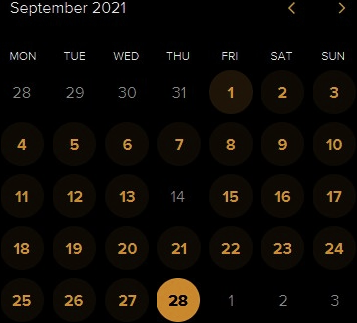 September 2021
MON TUE WED THU FRI SAT SUN
28 29 30 31 1 2 3
4 5 6 7 8 9 10
11 12 13 14 15 16 17
18 19 20 21 22 23 24
25 26 27 28 1 2 3